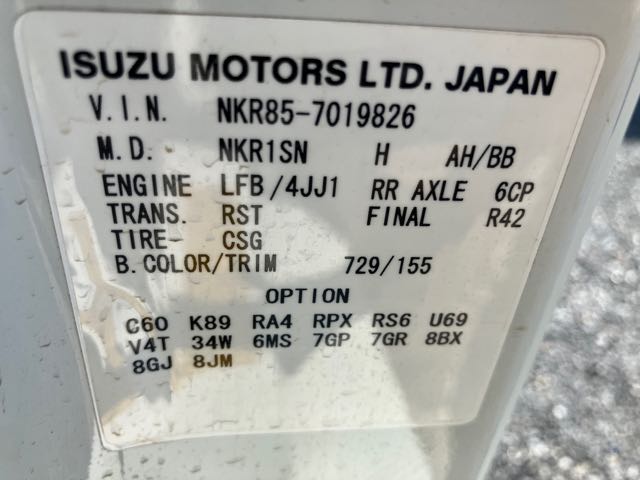 ISUZU MOTORS LTD. JAPAN
V.I.N. NKR85-7019826
M.D. NKR1SN H AH/BB
ENGINE LFB/4JJ1 RR AXLE 6CP
TRANS. RST FINAL R42
TIRE- CSG
B.COLOR/TRIM 729/155
OPTION
C60 K89 RA4 RPX RS6 U69
V4T 34W 6MS 7GP 7GR 8BX
8GJ 8JM